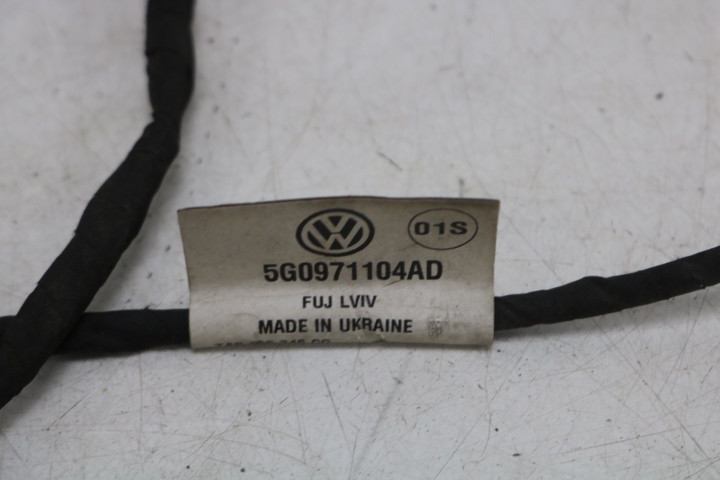 01S
5G0971104AD
FUJ LVIV
MADE IN UKRAINE